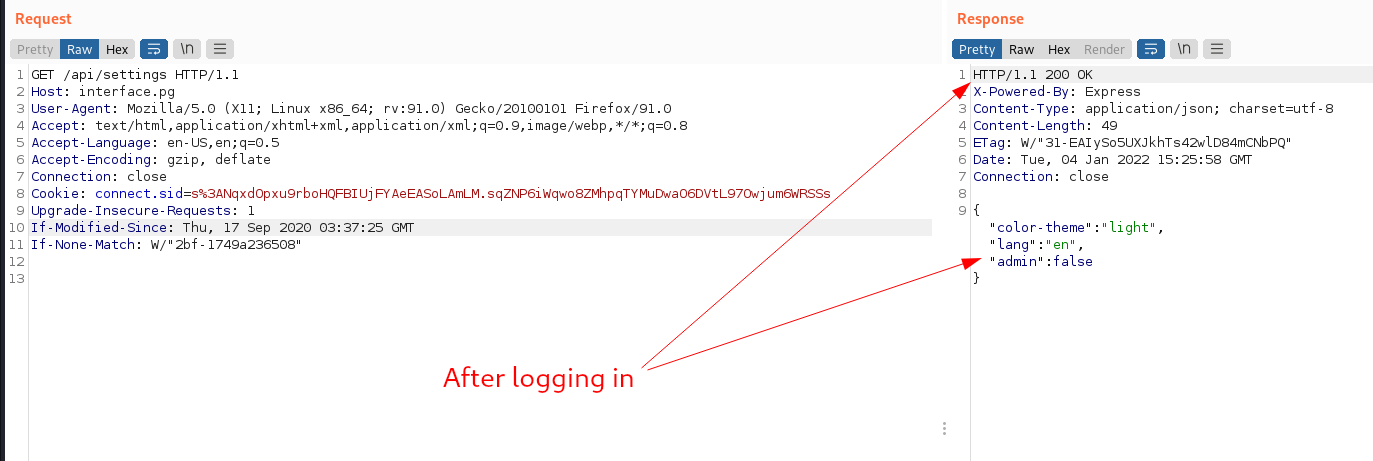 Request
Pretty Raw Hex \n
1 GET /api/settings HTTP/1.1
2 Host: interface.pg
3 User-Agent: Mozilla/5.0 (X11; Linux x86_64; rv:91.0) Gecko/20100101 Firefox/91.0
4 Accept: text/html,application/xhtml+xml,application/xml;q=0.9,image/webp,*/*;q=0.8
5 Accept-Language: en-US,en;q=0.5
6 Accept-Encoding: gzip, deflate
7 Connection: close
8 Cookie: connect.sid=s%3ANqxdOpxu9rboHQFBIUjFYAeEASoLAmLM.sqZNP6iWqwo8ZMhpqTYMuDwaO6DVtL97Owjum6WRSSs
9 Upgrade-Insecure-Requests: 1
10 If-Modified-Since: Thu, 17 Sep 2020 03:37:25 GMT
11 If-None-Match: W/"2bf-1749a236508"
12
13
After logging in
Response
Pretty Raw Hex Render \n
1 HTTP/1.1 200 OK
2 X-Powered-By: Express
3 Content-Type: application/json; charset=utf-8
4 Content-Length: 49
5 ETag: W/"31-EAIySo5UXJkhTs42wlD84mCNbPQ"
6 Date: Tue, 04 Jan 2022 15:25:58 GMT
7 Connection: close
8
9 {
"color-theme":"light",
"lang":"en",
"admin":false
}